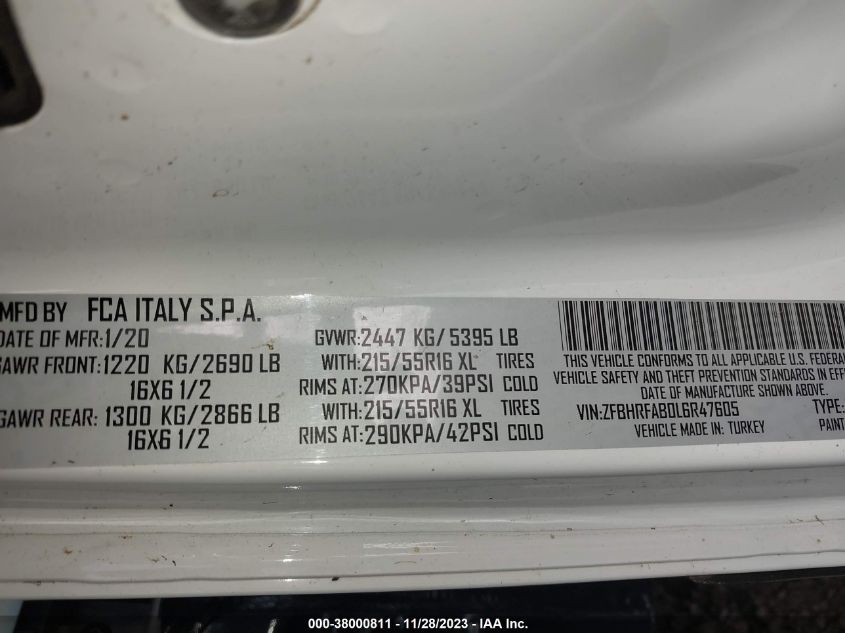 MFD BY FCA ITALY S.P.A.
DATE OF MFR:1/20 GVWR:2447 KG/ 5395 LB
GAWR FRONT:1220 KG/2690 LB WITH:215/55R16 XL TIRES
16X6 1/2 RIMS AT:270KPA/39PSI COLD
GAWR REAR: 1300 KG/2866 LB WITH:215/55R16 XL TIRES
16X6 1/2 RIMS AT:290KPA/42PSI COLD
THIS VEHICLE CONFORMS TO ALL APPLICABLE U.S. FEDERAL
VEHICLE SAFETY AND THEFT PREVENTION STANDARDS IN EFFE
DATE OF MANUFACTURE SHOWN ABOVE.
VIN:ZFBHRFAB0L6R47605 TYPE:
VEHICLE MADE IN: TURKEY PAINT
000-38000811 - 11/28/2023 - IAA Inc.